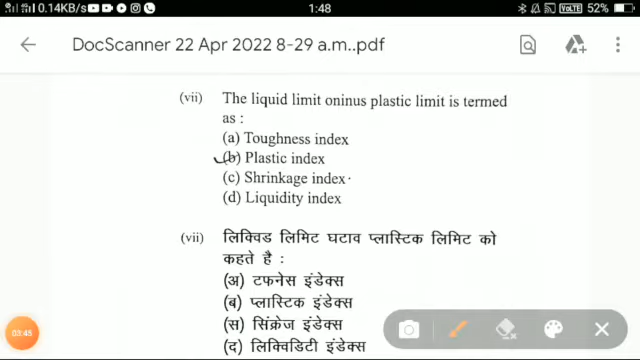 0.14KB/s 1:48 VoLTE 52%
DocScanner 22 Apr 2022 8-29 a.m..pdf
(vii) The liquid limit oninus plastic limit is termed
as :
(a) Toughness index
(b) Plastic index
(c) Shrinkage index.
(d) Liquidity index
(vii) लिक्विड लिमिट घटाव प्लास्टिक लिमिट को
कहते है :
(अ) टफनेस इंडेक्स
(ब) प्लास्टिक इंडेक्स
(स) सिंक्रेज इंडेक्स
(द) लिक्विडिटी इंडेक्स
03:45